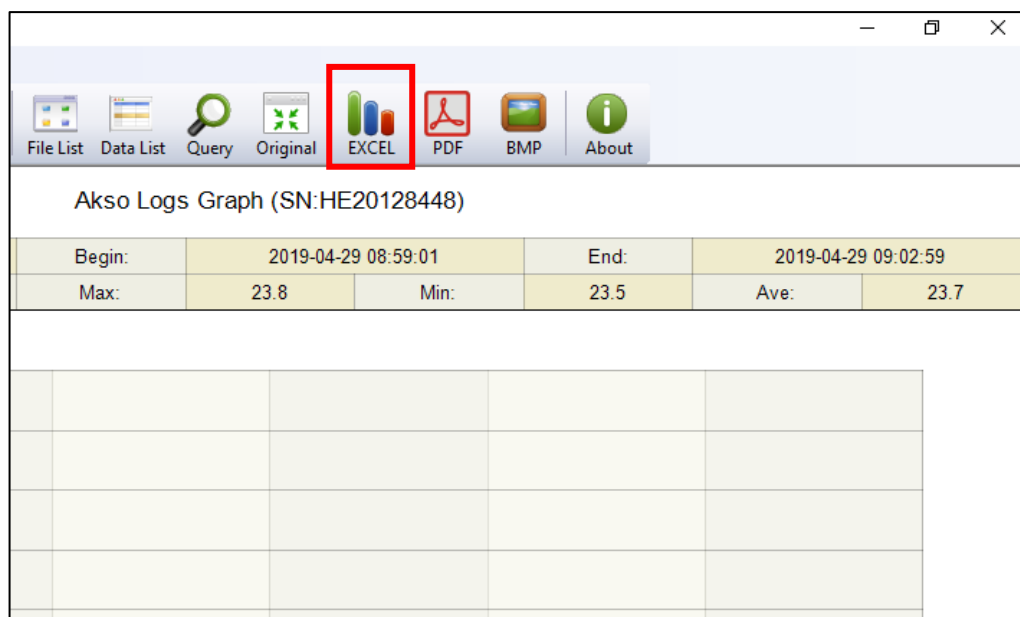 File List Data List Query Original EXCEL PDF BMP About
Akso Logs Graph (SN:HE20128448)
Begin: 2019-04-29 08:59:01 End: 2019-04-29 09:02:59
Max: 23.8 Min: 23.5 Ave: 23.7